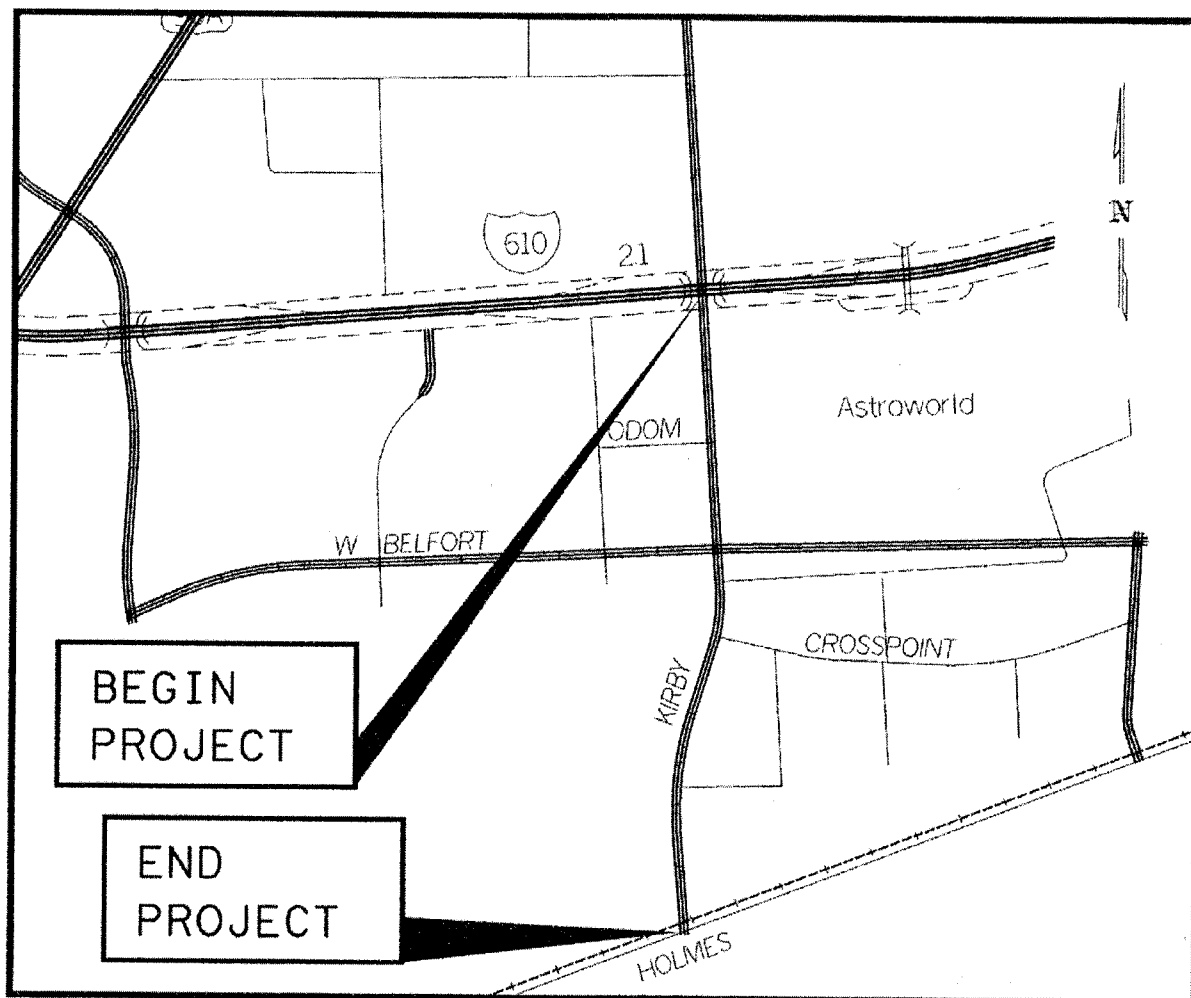 610
21
N
Astroworld
ODOM
W BELFORT
CROSSPOINT
KIRBY
BEGIN
PROJECT
END
PROJECT
HOLMES